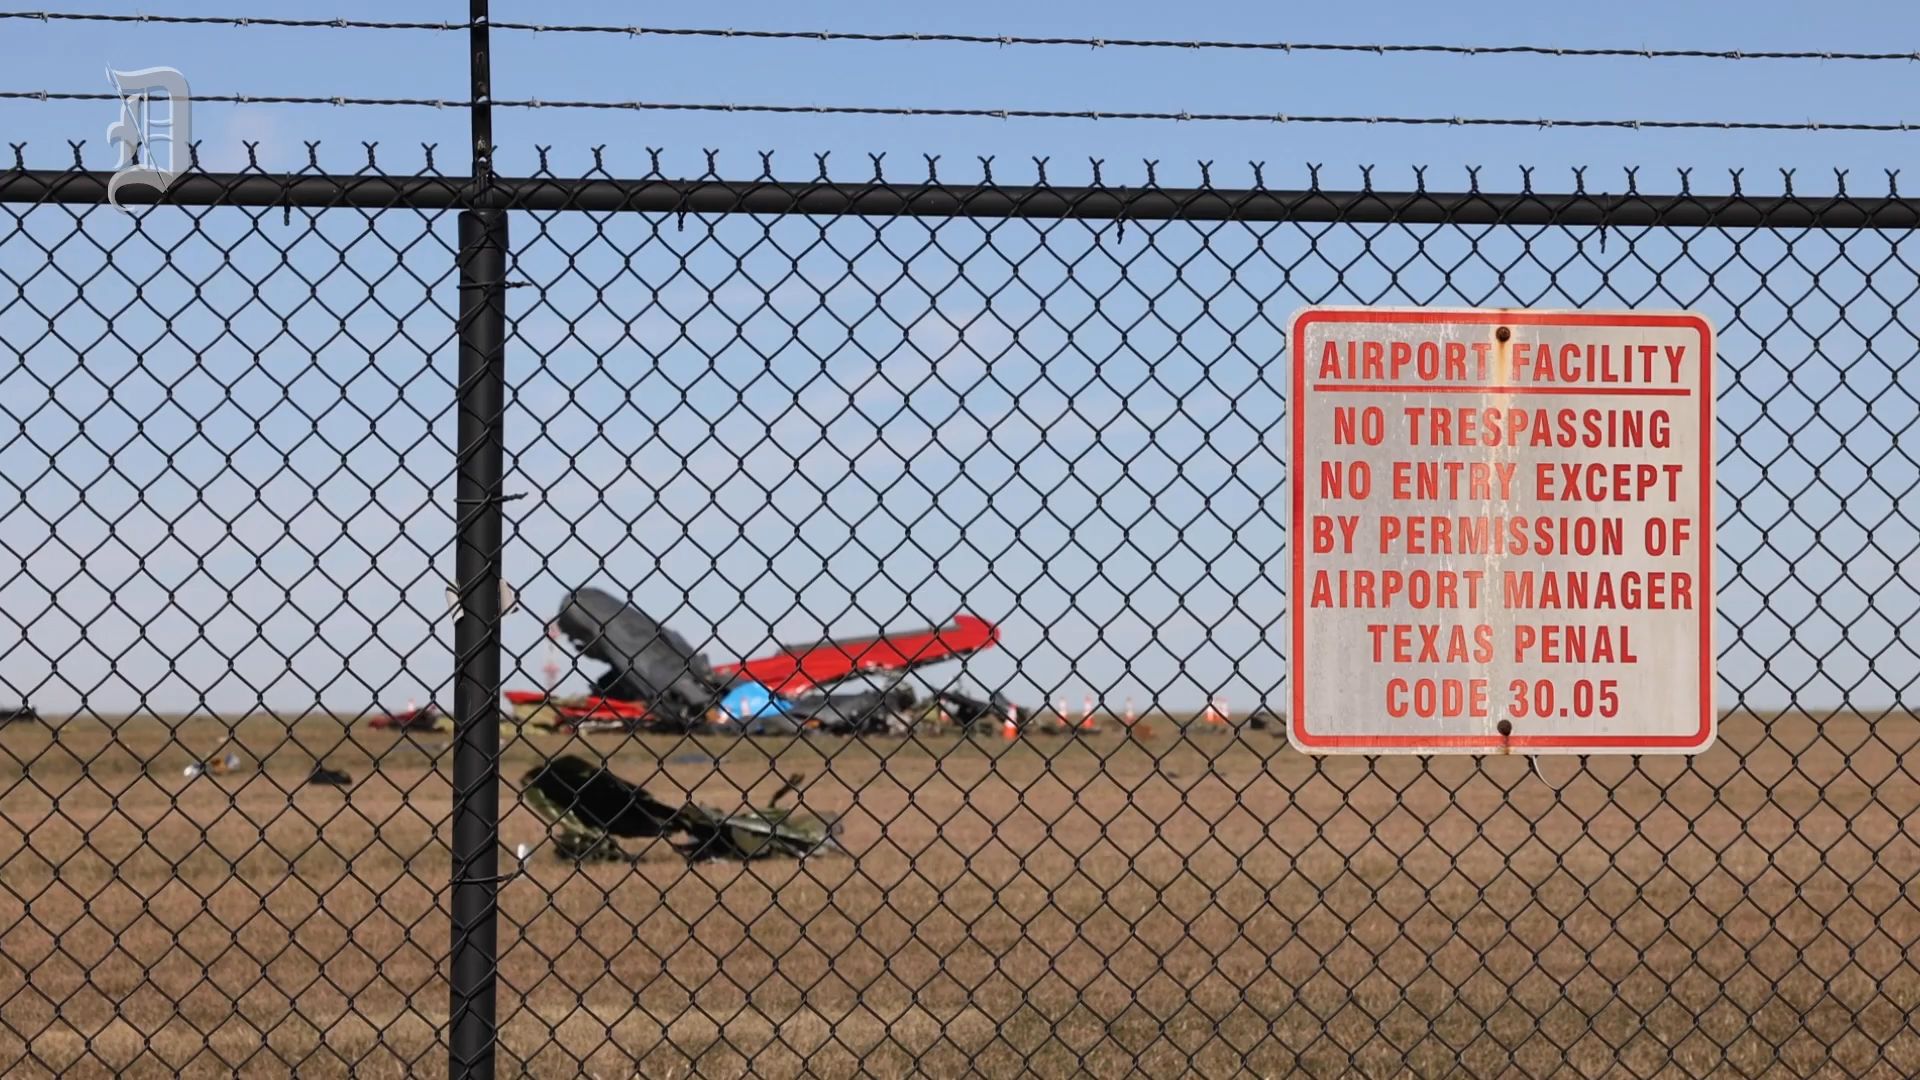 D
AIRPORT FACILITY
NO TRESPASSING
NO ENTRY EXCEPT
BY PERMISSION OF
AIRPORT MANAGER
TEXAS PENAL
CODE 30.05